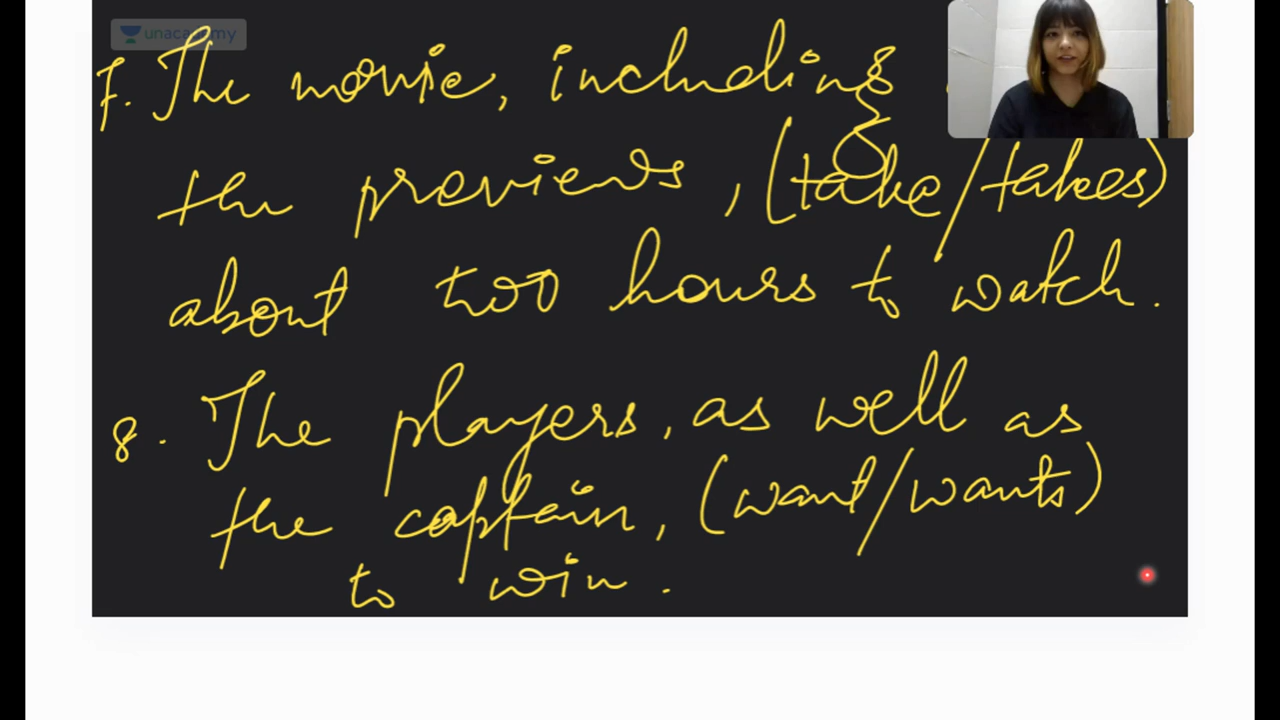 unacademy
7. The movie, including
the previews, (take/takes)
about two hours to watch.
8. The players, as well as
the captain, (want/wants)
to win.